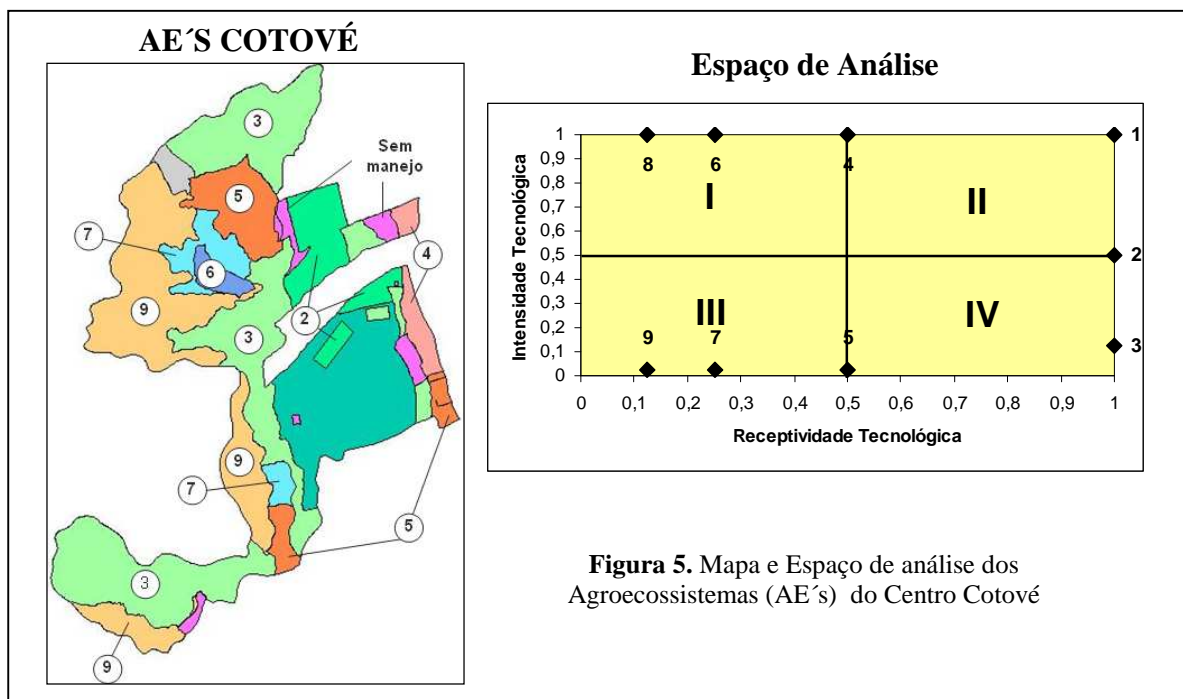 AE´S COTOVÉ
3
Sem
manejo
5
7
6
4
9
2
3
9
7
5
3
9
Espaço de Análise
Intensidade Tecnológica
1
0,9
0,8
0,7
0,6
0,5
0,4
0,3
0,2
0,1
0
8
6
4
1
I
II
2
III
IV
9
7
5
3
0 0,1 0,2 0,3 0,4 0,5 0,6 0,7 0,8 0,9 1
Receptividade Tecnológica
Figura 5. Mapa e Espaço de análise dos
Agroecossistemas (AE´s) do Centro Cotové